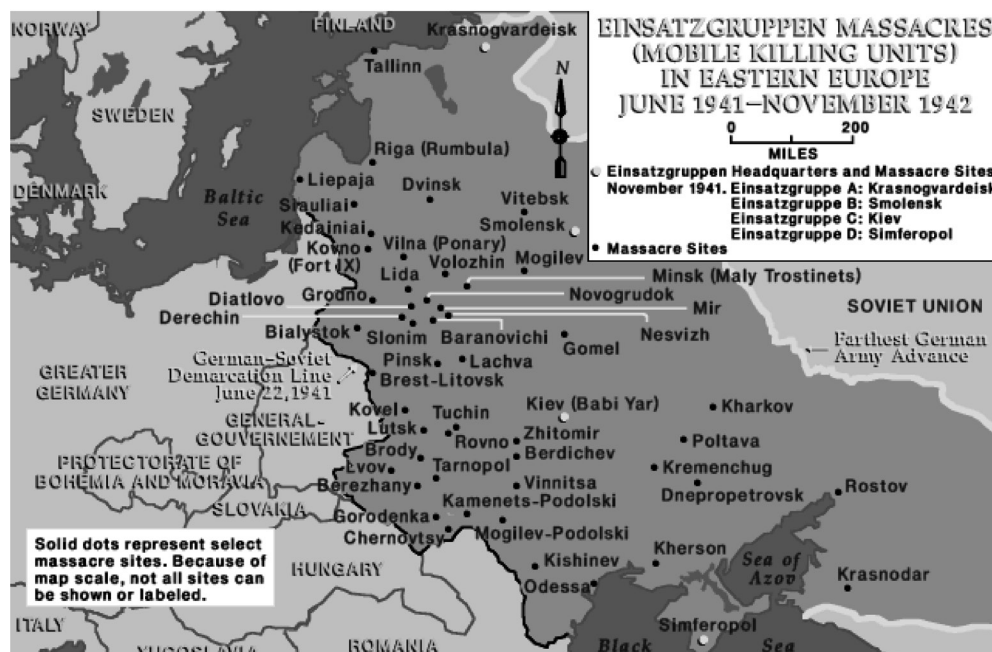 NORWAY
FINLAND
Krasnogvardeisk
EINSATZGRUPPEN MASSACRES
(MOBILE KILLING UNITS)
IN EASTERN EUROPE
JUNE 1941–NOVEMBER 1942
N
Tallinn
0 200
MILES
SWEDEN
Einsatzgruppen Headquarters and Massacre Sites
November 1941. Einsatzgruppe A: Krasnogvardeisk
Einsatzgruppe B: Smolensk
Einsatzgruppe C: Kiev
Einsatzgruppe D: Simferopol
Massacre Sites
Riga (Rumbula)
DENMARK
Liepaja
Dvinsk
Baltic
Sea
Siauliai
Vitebsk
Smolensk
Kedainiai
Kovno
(Fort IX)
Vilna (Ponary)
Volozhin
Mogilev
Lida
Minsk (Maly Trostinets)
Diatlovo
Grodno
Novogrudok
Derechin
Mir
SOVIET UNION
Bialystok
Slonim
Baranovichi
Nesvizh
Gomel
Farthest German
Army Advance
German–Soviet
Demarcation Line
June 22,1941
Pinsk
Lachva
GREATER
GERMANY
Brest-Litovsk
Kovel
Tuchin
Kiev (Babi Yar)
Kharkov
GENERAL-
GOUVERNEMENT
Lutsk
Rovno
Zhitomir
Poltava
Brody
Berdichev
PROTECTORATE OF
BOHEMIA AND MORAVIA
Lvov
Tarnopol
Kremenchug
Berezhany
Vinnitsa
Dnepropetrovsk
Rostov
SLOVAKIA
Kamenets-Podolski
Gorodenka
Mogilev-Podolski
Chernovtsy
Solid dots represent select
massacre sites. Because of
map scale, not all sites can
be shown or labeled.
HUNGARY
Kishinev
Kherson
Sea of
Azov
Odessa
Krasnodar
ITALY
Simferopol
YUGOSLAVIA
ROMANIA
Black
Sea